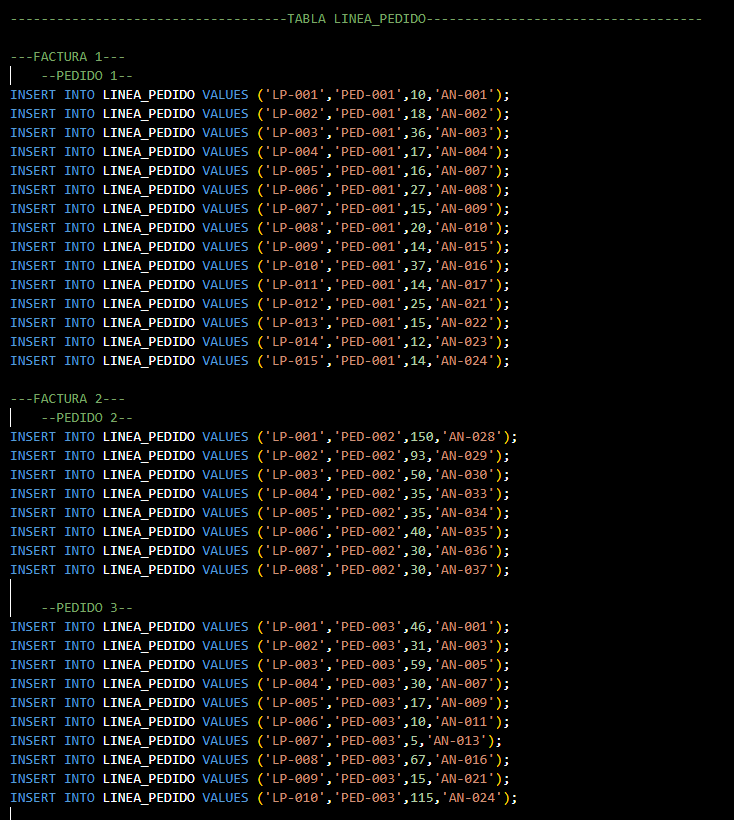 ------------------------------------TABLA LINEA_PEDIDO------------------------------------
---FACTURA 1---
--PEDIDO 1--
INSERT INTO LINEA_PEDIDO VALUES ('LP-001','PED-001',10,'AN-001');
INSERT INTO LINEA_PEDIDO VALUES ('LP-002','PED-001',18,'AN-002');
INSERT INTO LINEA_PEDIDO VALUES ('LP-003','PED-001',36,'AN-003');
INSERT INTO LINEA_PEDIDO VALUES ('LP-004','PED-001',17,'AN-004');
INSERT INTO LINEA_PEDIDO VALUES ('LP-005','PED-001',16,'AN-007');
INSERT INTO LINEA_PEDIDO VALUES ('LP-006','PED-001',27,'AN-008');
INSERT INTO LINEA_PEDIDO VALUES ('LP-007','PED-001',15,'AN-009');
INSERT INTO LINEA_PEDIDO VALUES ('LP-008','PED-001',20,'AN-010');
INSERT INTO LINEA_PEDIDO VALUES ('LP-009','PED-001',14,'AN-015');
INSERT INTO LINEA_PEDIDO VALUES ('LP-010','PED-001',37,'AN-016');
INSERT INTO LINEA_PEDIDO VALUES ('LP-011','PED-001',14,'AN-017');
INSERT INTO LINEA_PEDIDO VALUES ('LP-012','PED-001',25,'AN-021');
INSERT INTO LINEA_PEDIDO VALUES ('LP-013','PED-001',15,'AN-022');
INSERT INTO LINEA_PEDIDO VALUES ('LP-014','PED-001',12,'AN-023');
INSERT INTO LINEA_PEDIDO VALUES ('LP-015','PED-001',14,'AN-024');
---FACTURA 2---
--PEDIDO 2--
INSERT INTO LINEA_PEDIDO VALUES ('LP-001','PED-002',150,'AN-028');
INSERT INTO LINEA_PEDIDO VALUES ('LP-002','PED-002',93,'AN-029');
INSERT INTO LINEA_PEDIDO VALUES ('LP-003','PED-002',50,'AN-030');
INSERT INTO LINEA_PEDIDO VALUES ('LP-004','PED-002',35,'AN-033');
INSERT INTO LINEA_PEDIDO VALUES ('LP-005','PED-002',35,'AN-034');
INSERT INTO LINEA_PEDIDO VALUES ('LP-006','PED-002',40,'AN-035');
INSERT INTO LINEA_PEDIDO VALUES ('LP-007','PED-002',30,'AN-036');
INSERT INTO LINEA_PEDIDO VALUES ('LP-008','PED-002',30,'AN-037');
--PEDIDO 3--
INSERT INTO LINEA_PEDIDO VALUES ('LP-001','PED-003',46,'AN-001');
INSERT INTO LINEA_PEDIDO VALUES ('LP-002','PED-003',31,'AN-003');
INSERT INTO LINEA_PEDIDO VALUES ('LP-003','PED-003',59,'AN-005');
INSERT INTO LINEA_PEDIDO VALUES ('LP-004','PED-003',30,'AN-007');
INSERT INTO LINEA_PEDIDO VALUES ('LP-005','PED-003',17,'AN-009');
INSERT INTO LINEA_PEDIDO VALUES ('LP-006','PED-003',10,'AN-011');
INSERT INTO LINEA_PEDIDO VALUES ('LP-007','PED-003',5,'AN-013');
INSERT INTO LINEA_PEDIDO VALUES ('LP-008','PED-003',67,'AN-016');
INSERT INTO LINEA_PEDIDO VALUES ('LP-009','PED-003',15,'AN-021');
INSERT INTO LINEA_PEDIDO VALUES ('LP-010','PED-003',115,'AN-024');